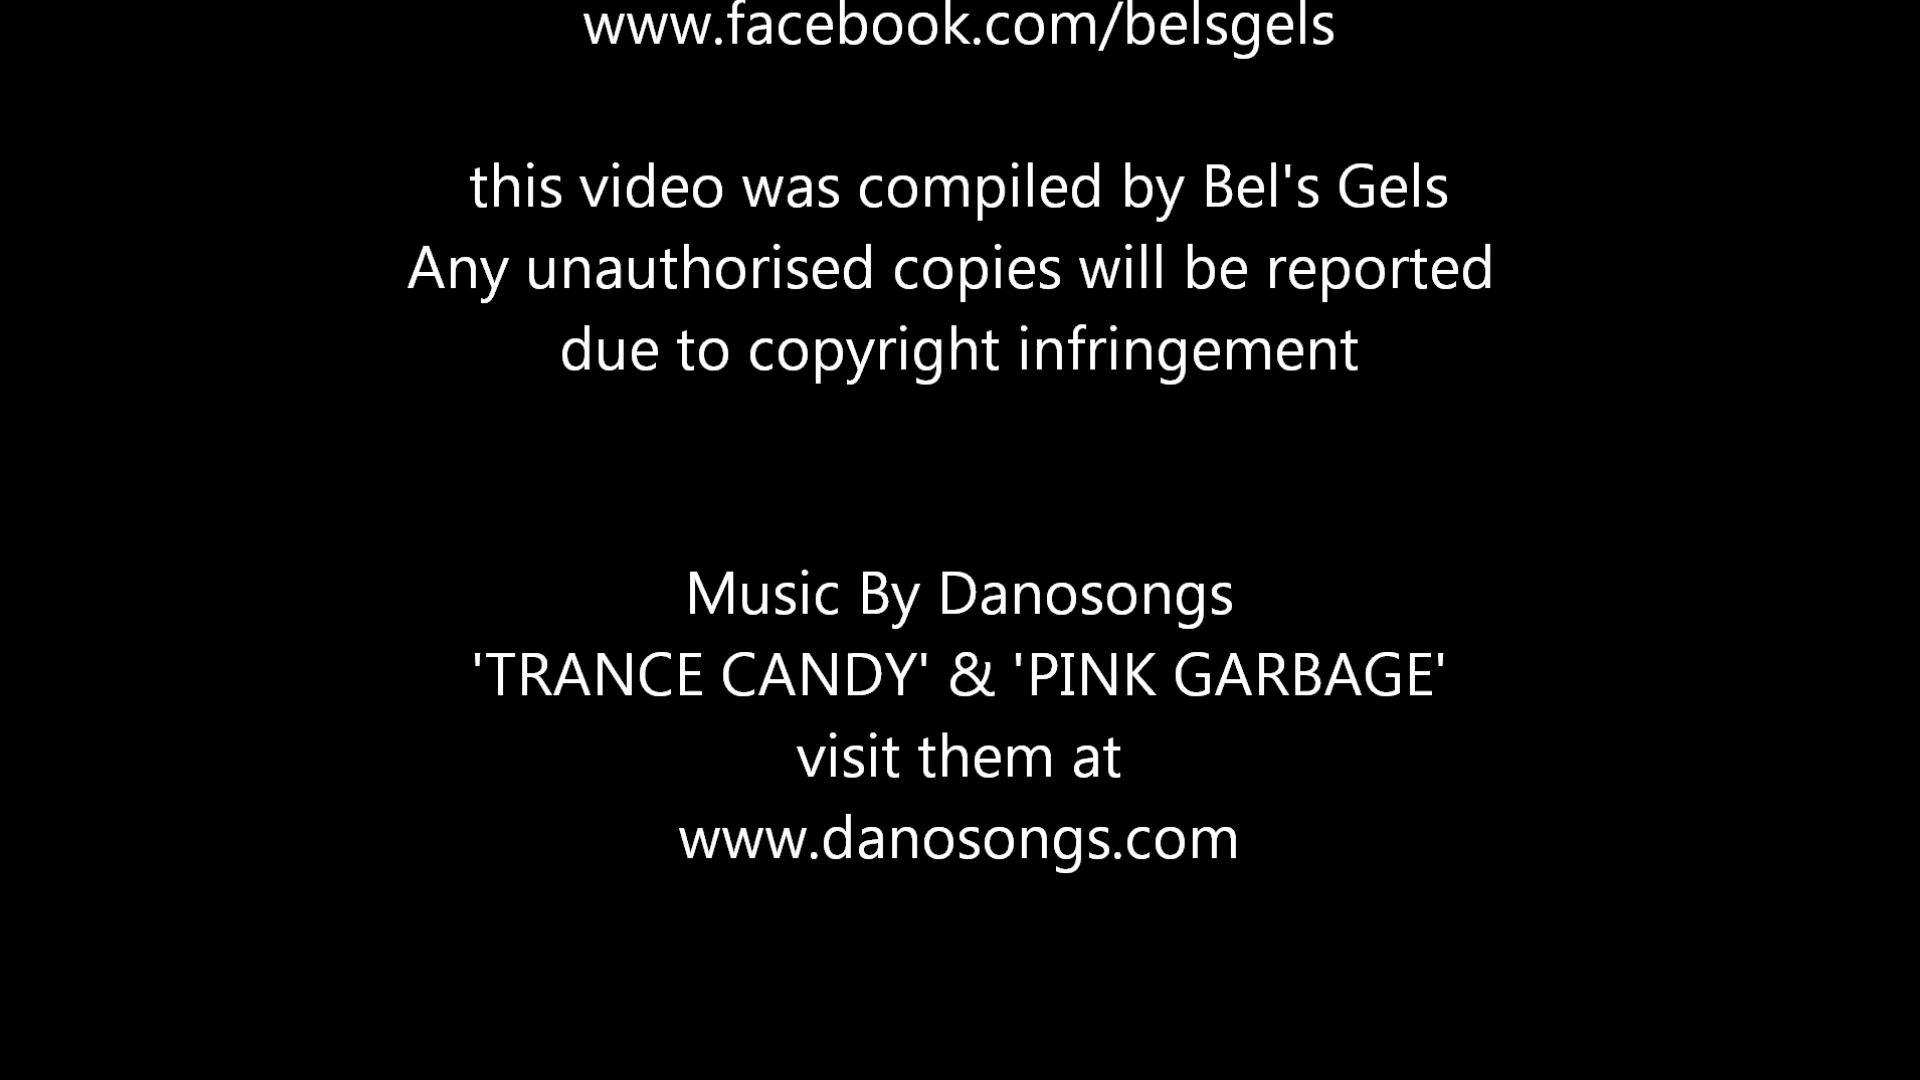 www.facebook.com/belsgels
this video was compiled by Bel's Gels
Any unauthorised copies will be reported
due to copyright infringement
Music By Danosongs
'TRANCE CANDY' & 'PINK GARBAGE'
visit them at
www.danosongs.com